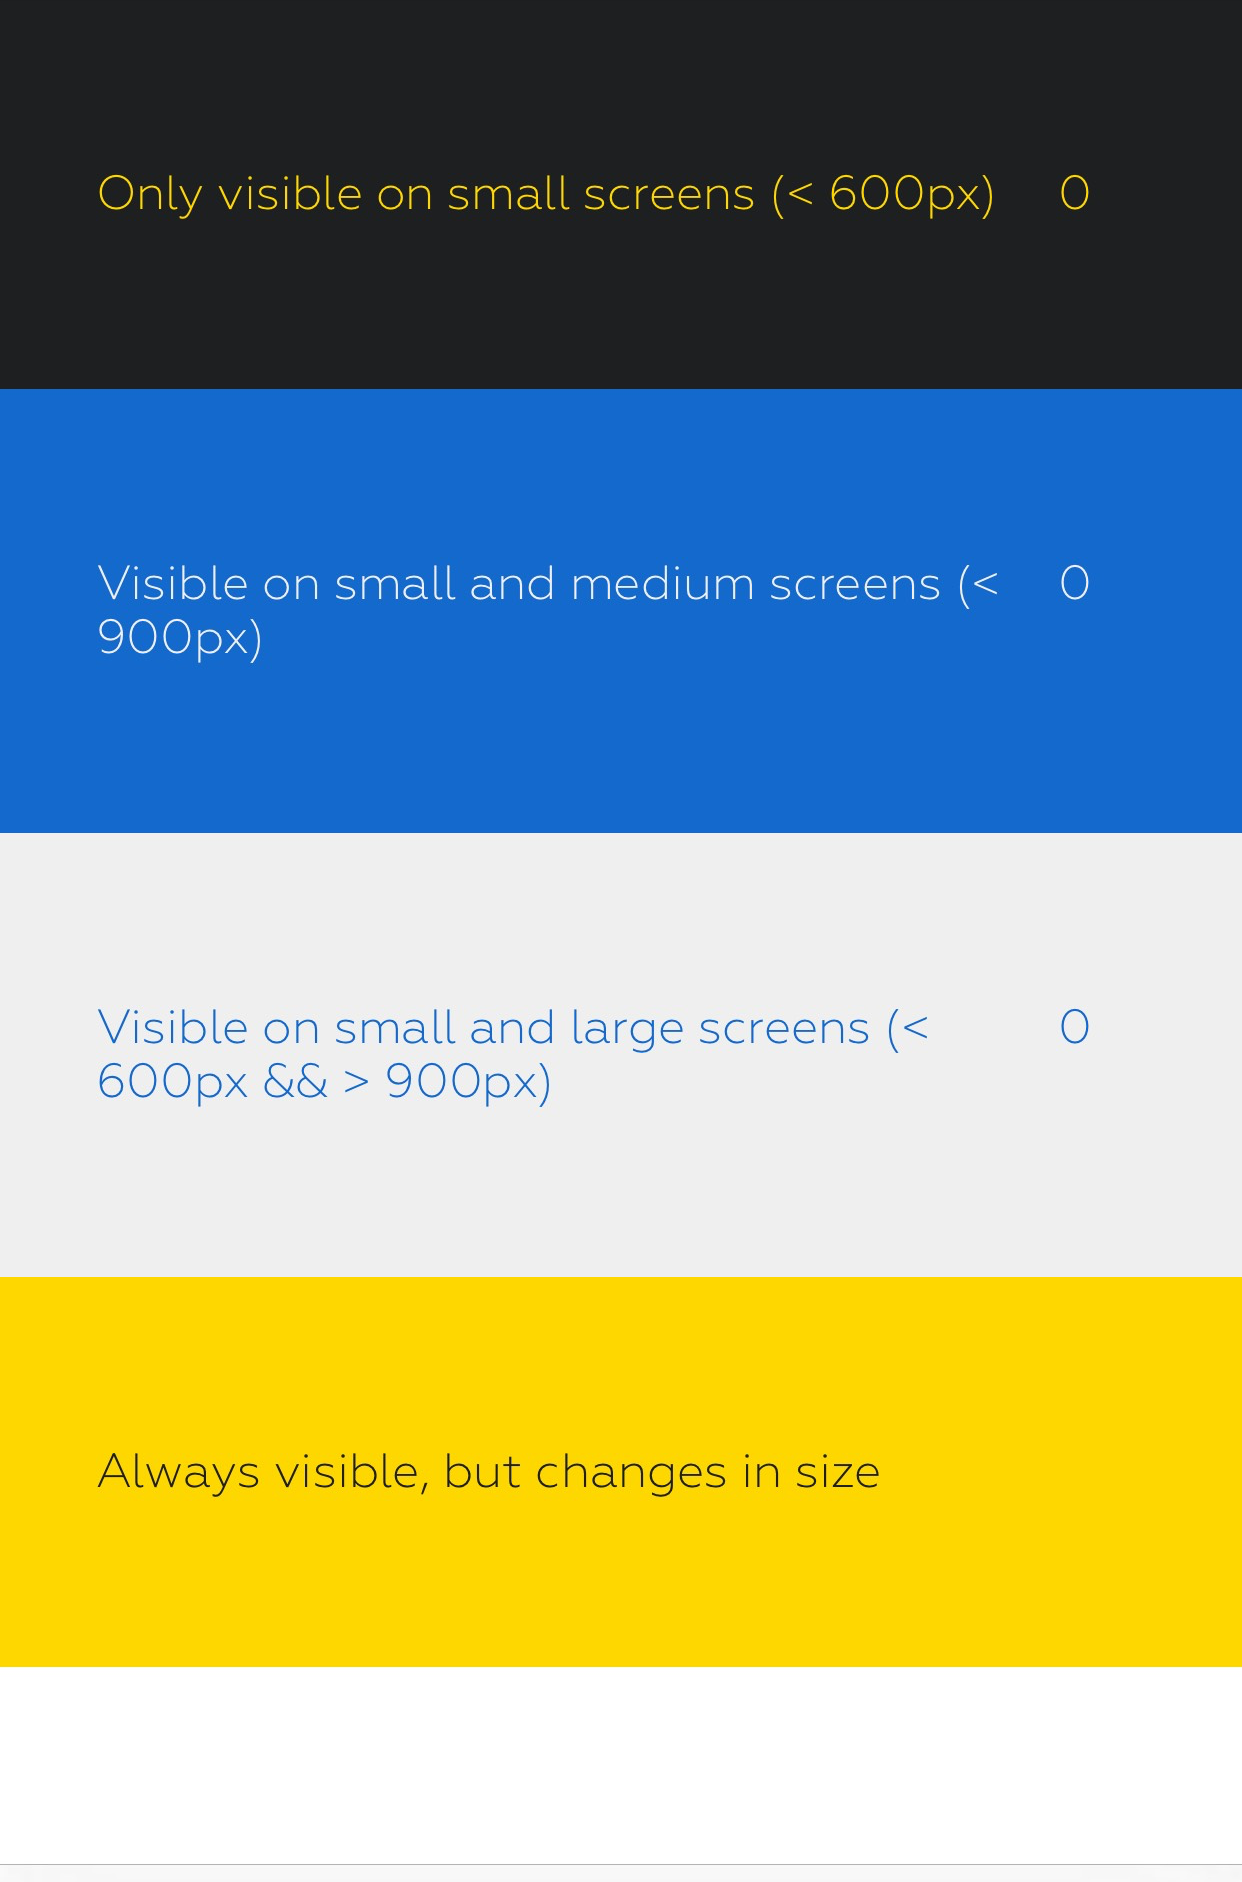 Only visible on small screens (< 600px) 0
Visible on small and medium screens (< 0
900px)
Visible on small and large screens (< 0
600px && > 900px)
Always visible, but changes in size